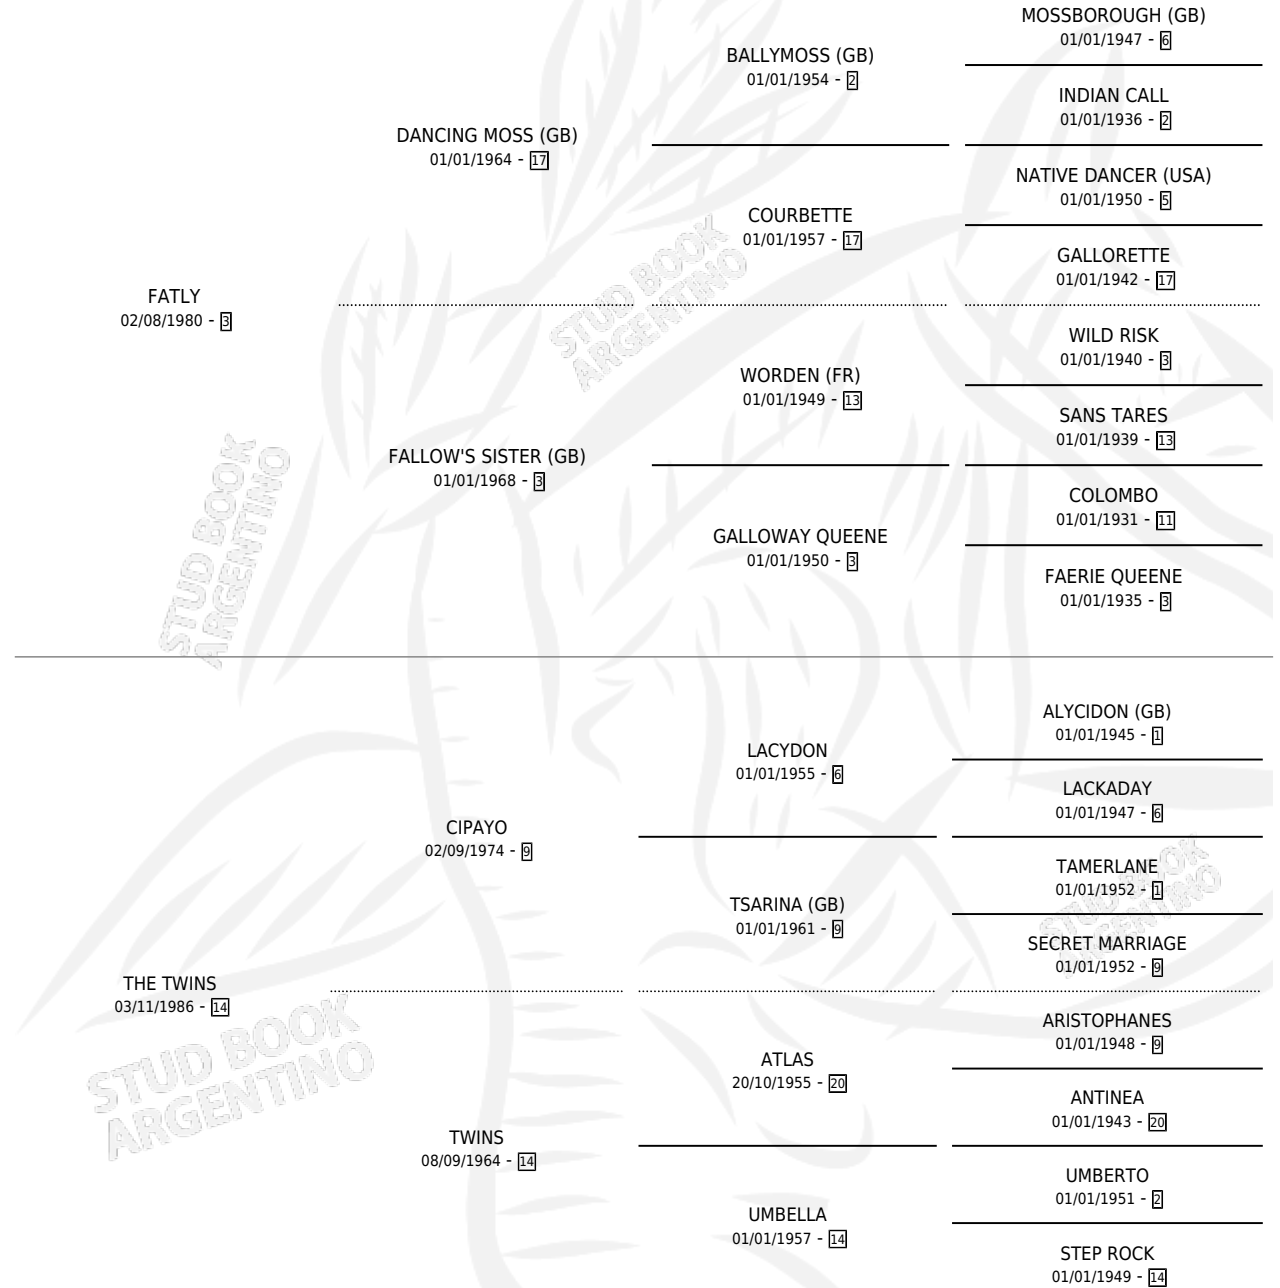 MOSSBOROUGH (GB)
01/01/1947 - 6
BALLYMOSS (GB)
01/01/1954 - 2
INDIAN CALL
01/01/1936 - 2
DANCING MOSS (GB)
01/01/1964 - 17
NATIVE DANCER (USA)
01/01/1950 - 5
COURBETTE
01/01/1957 - 17
GALLORETTE
01/01/1942 - 17
FATLY
02/08/1980 - 3
STUD BOOK
ARGENTINO
WILD RISK
01/01/1940 - 3
WORDEN (FR)
01/01/1949 - 13
SANS TARES
01/01/1939 - 13
FALLOW'S SISTER (GB)
01/01/1968 - 3
COLOMBO
01/01/1931 - 11
GALLOWAY QUEENE
01/01/1950 - 3
FAERIE QUEENE
01/01/1935 - 3
STUD BOOK
ARGENTINO
ALYCIDON (GB)
01/01/1945 - 1
LACYDON
01/01/1955 - 6
LACKADAY
01/01/1947 - 6
CIPAYO
02/09/1974 - 9
TAMERLANE
01/01/1952 - 1
TSARINA (GB)
01/01/1961 - 9
SECRET MARRIAGE
01/01/1952 - 9
STUD BOOK
ARGENTINO
THE TWINS
03/11/1986 - 14
ARISTOPHANES
01/01/1948 - 9
ATLAS
20/10/1955 - 20
ANTINEA
01/01/1943 - 20
STUD BOOK
ARGENTINO
TWINS
08/09/1964 - 14
UMBERTO
01/01/1951 - 2
UMBELLA
01/01/1957 - 14
STEP ROCK
01/01/1949 - 14